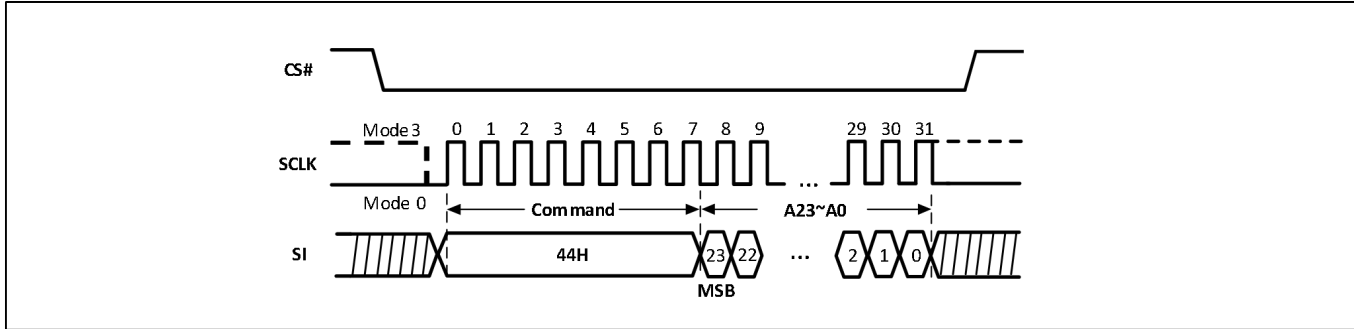 CS#
Mode 3 0 1 2 3 4 5 6 7 8 9 29 30 31
SCLK ...
Mode 0 Command A23~A0
SI 44H 23 22 ... 2 1 0
MSB